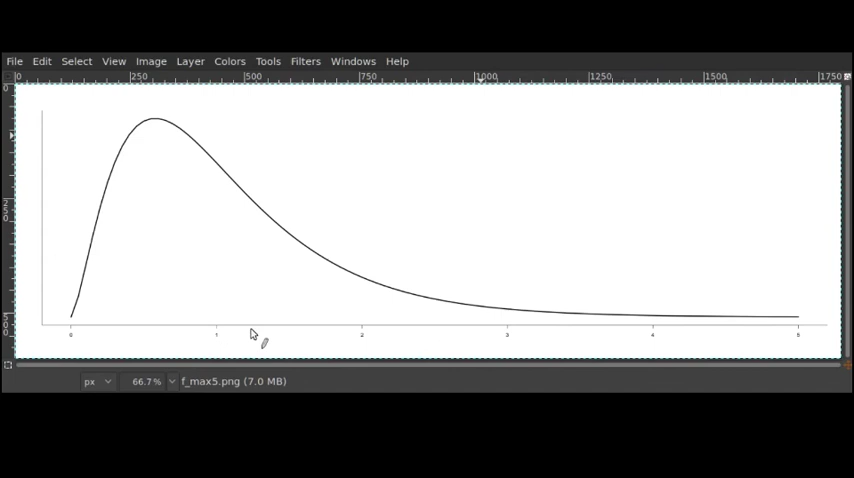 File Edit Select View Image Layer Colors Tools Filters Windows Help
0 250 500 750 1000 1250 1500 1750
0
0 1 2 3 4 5
px 66.7% f_max5.png (7.0 MB)